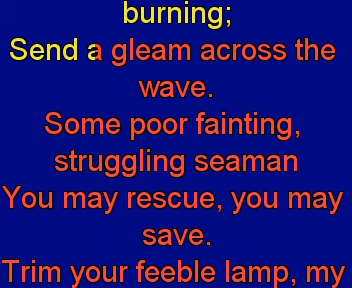 burning;
Send a gleam across the
wave.
Some poor fainting,
struggling seaman
You may rescue, you may
save.
Trim your feeble lamp, my